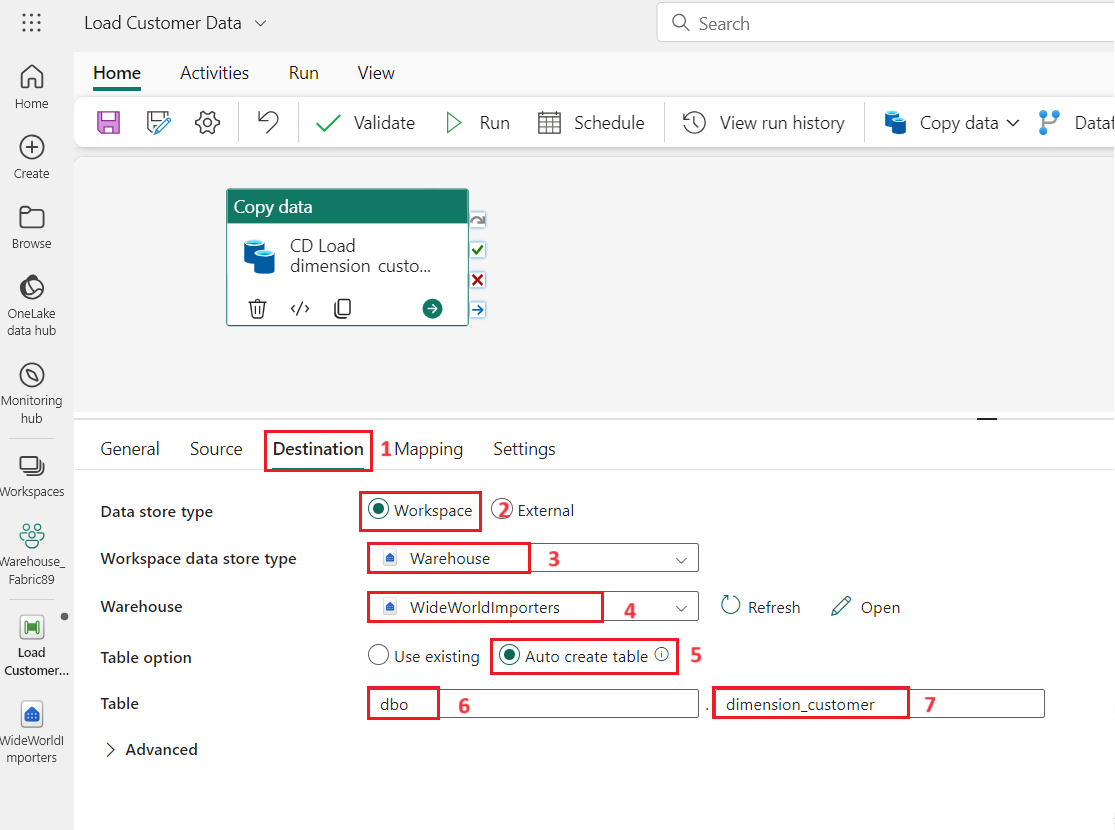 Load Customer Data
Search
Home
Activities
Run
View
Validate
Run
Schedule
View run history
Copy data
Dataf
Home
Create
Browse
OneLake
data hub
Monitoring
hub
Workspaces
Warehouse_
Fabric89
Load
Customer...
WideWorldI
mporters
Copy data
CD Load
dimension custo...
General
Source
Destination
1
Mapping
Settings
Data store type
Workspace
2
External
Workspace data store type
Warehouse
3
Warehouse
WideWorldImporters
4
Refresh
Open
Table option
Use existing
Auto create table
5
Table
dbo
6
.
dimension_customer
7
Advanced